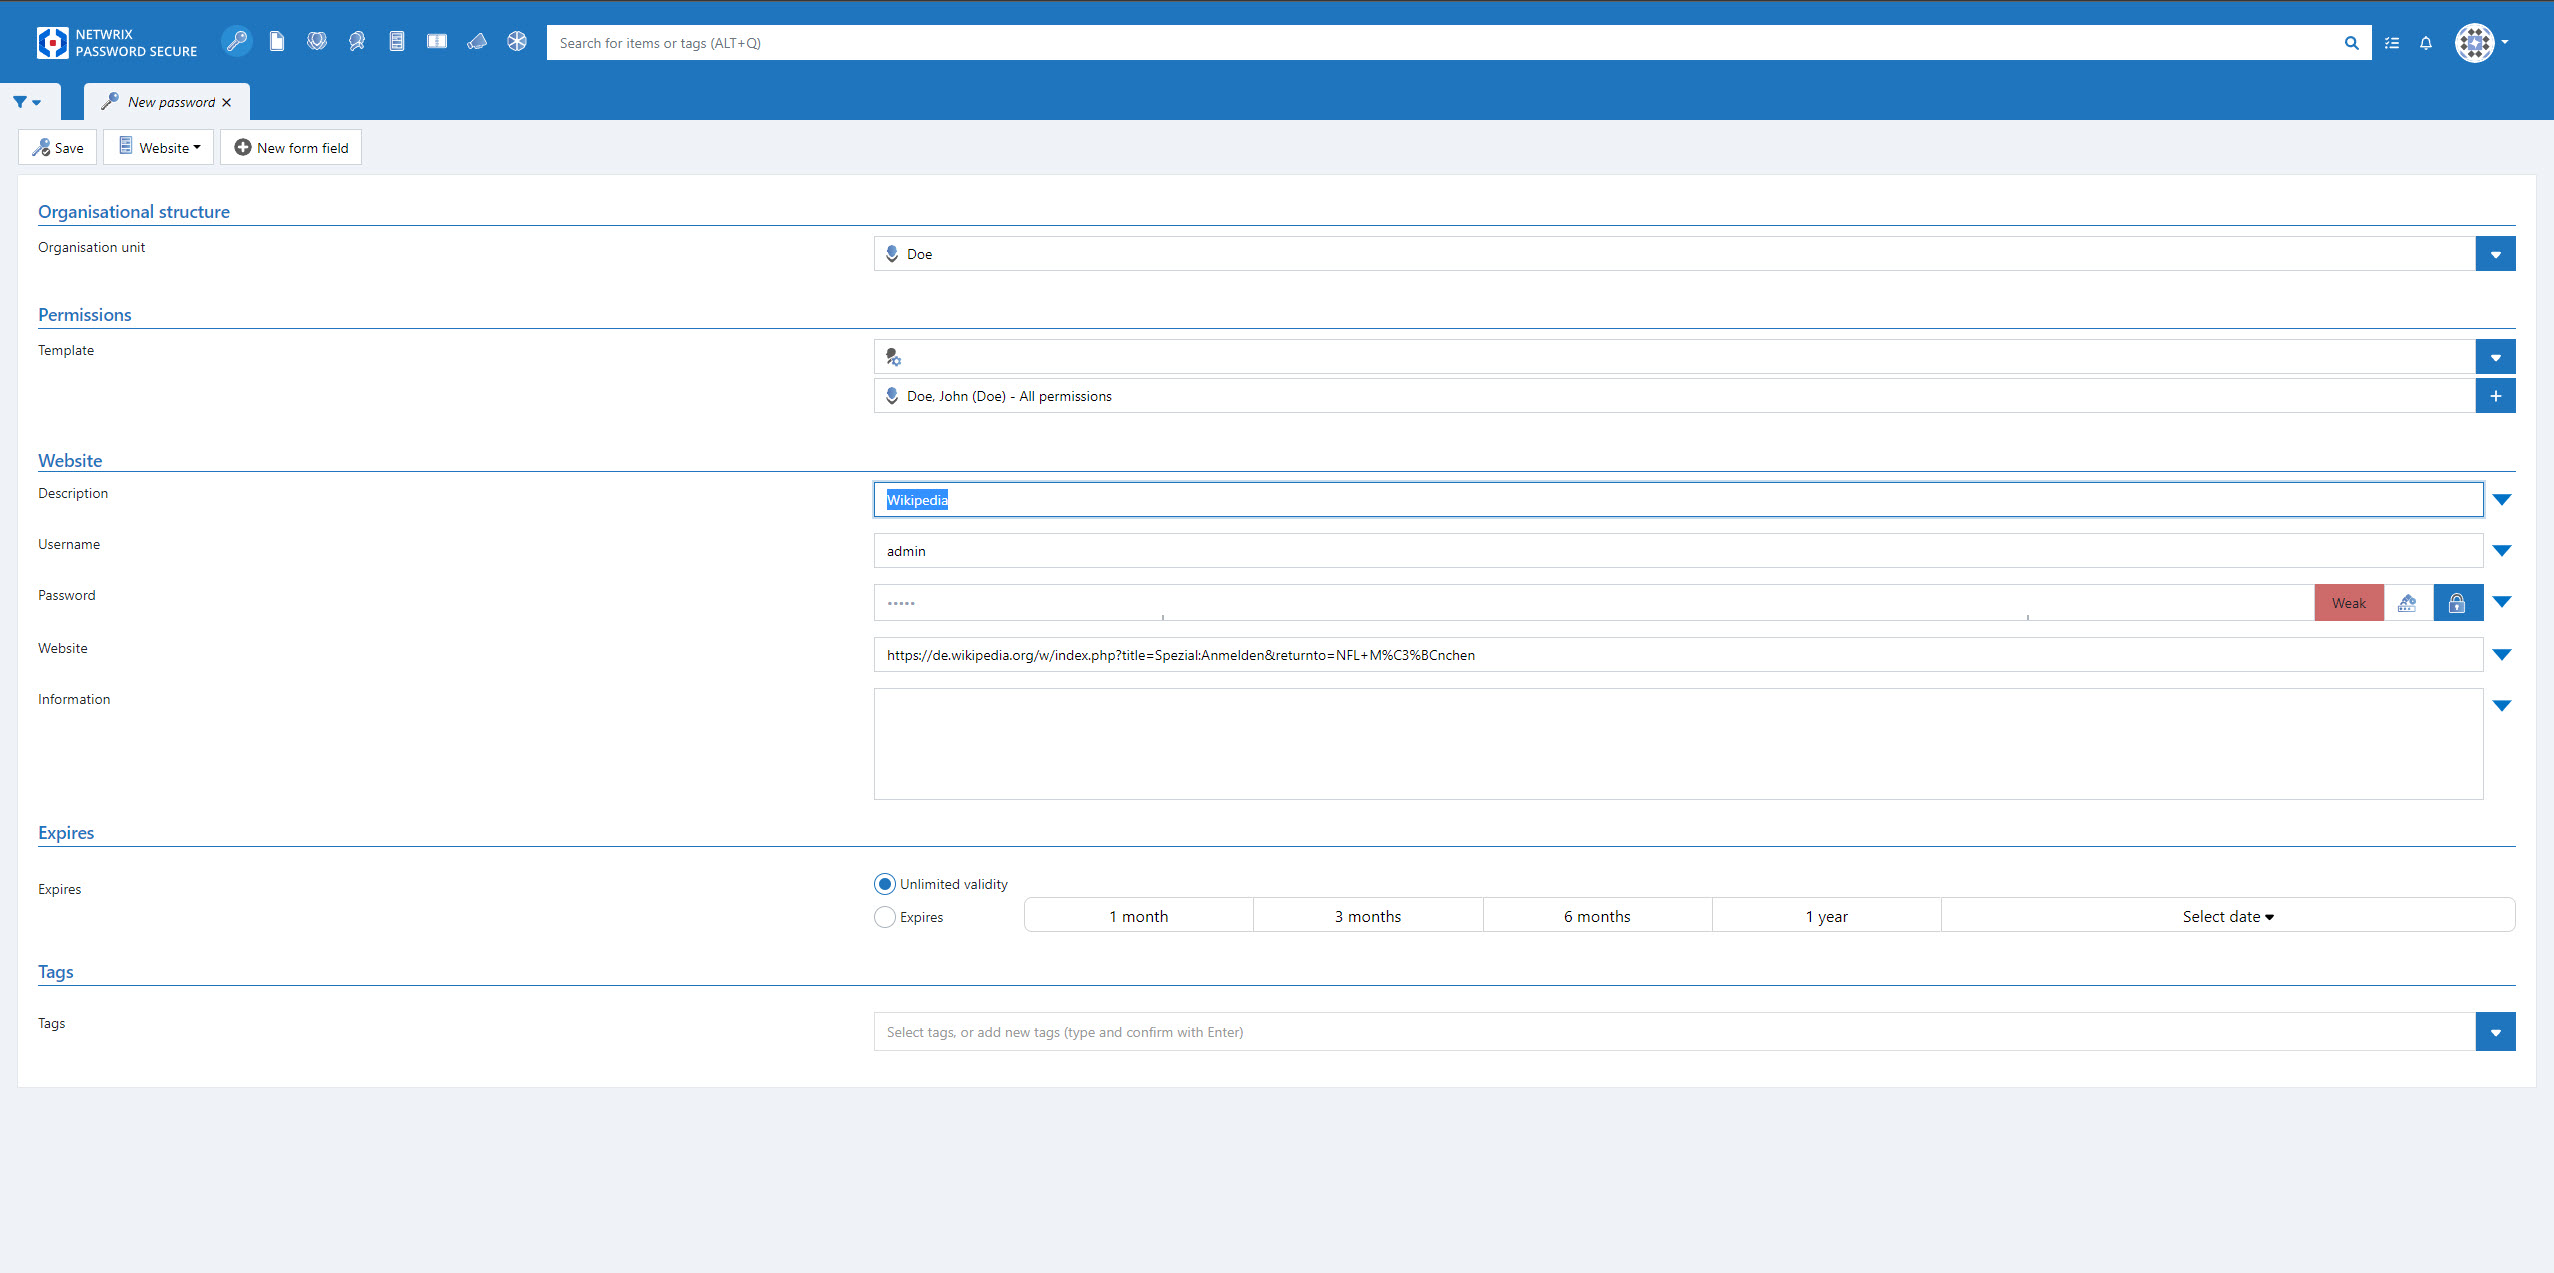 NETWRIX
PASSWORD SECURE
Search for items or tags (ALT+Q)
New password
Save
Website
New form field
Organisational structure
Organisation unit
Doe
Permissions
Template
Doe, John (Doe) - All permissions
Website
Description
Wikipedia
Username
admin
Password
•••••
Weak
Website
https://de.wikipedia.org/w/index.php?title=Spezial:Anmelden&returnto=NFL+M%C3%BCnchen
Information
Expires
Expires
Unlimited validity
Expires
1 month
3 months
6 months
1 year
Select date
Tags
Tags
Select tags, or add new tags (type and confirm with Enter)